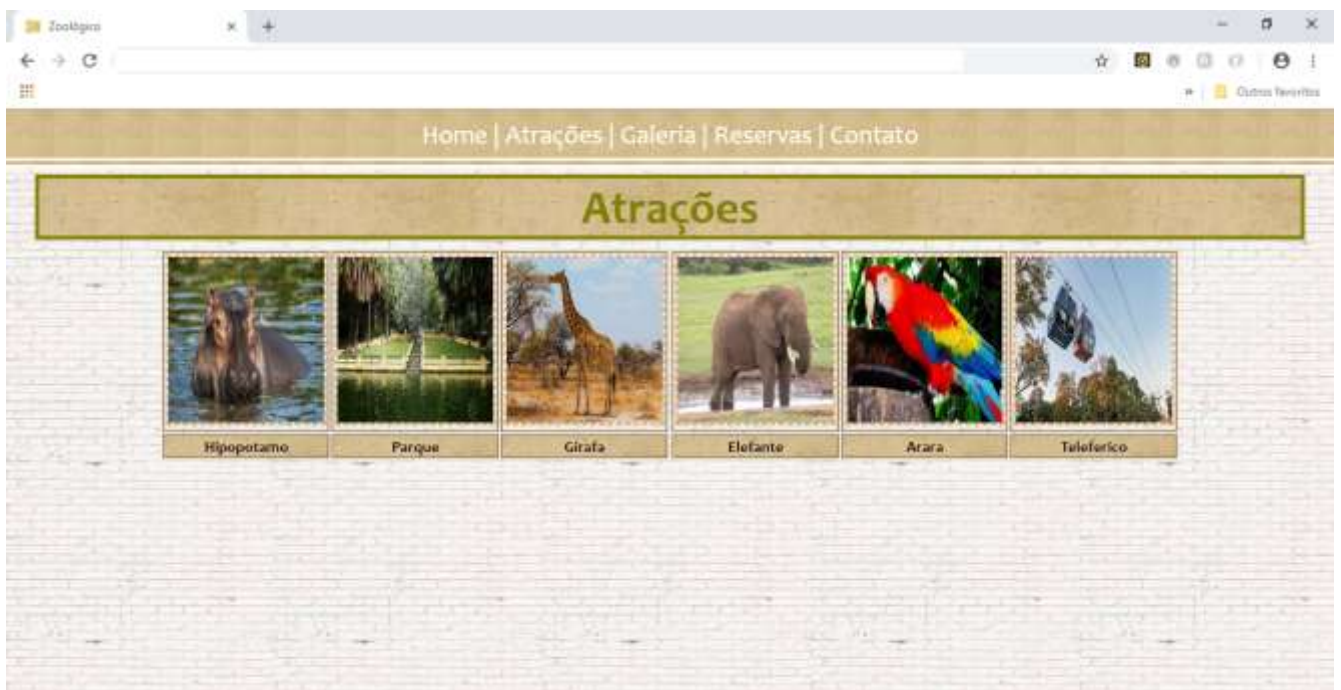 Zoológico
Outros favoritos
Home | Atrações | Galeria | Reservas | Contato
Atrações
Hipopotamo Parque Girafa Elefante Arara Teleferico